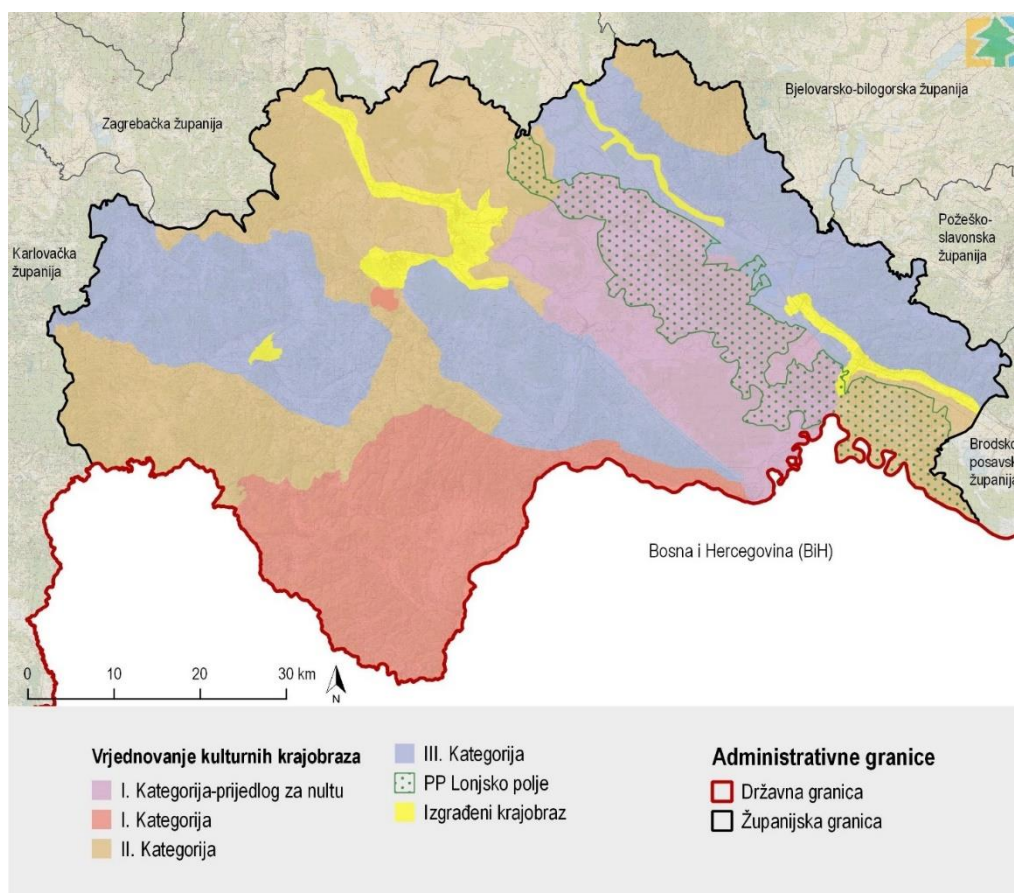 Zagrebačka županija
Bjelovarsko-bilogorska županija
Karlovačka
županija
Požeško-
slavonska
županija
Brodsko
posavsk
županija
Bosna i Hercegovina (BiH)
0 10 20 30 km
N
Vrjednovanje kulturnih krajobraza
I. Kategorija-prijedlog za nultu
I. Kategorija
II. Kategorija
III. Kategorija
PP Lonjsko polje
Izgrađeni krajobraz
Administrativne granice
Državna granica
Županijska granica